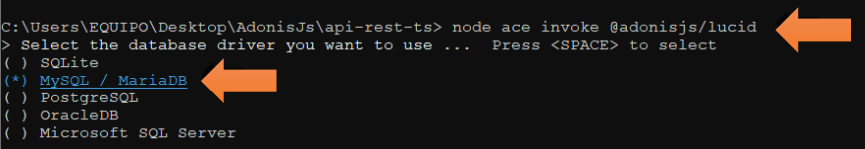 C:\Users\EQUIPO\Desktop\AdonisJs\api-rest-ts> node ace invoke @adonisjs/lucid
> Select the database driver you want to use ...  Press <SPACE> to select
( ) SQLite
(*) MySQL / MariaDB
( ) PostgreSQL
( ) OracleDB
( ) Microsoft SQL Server